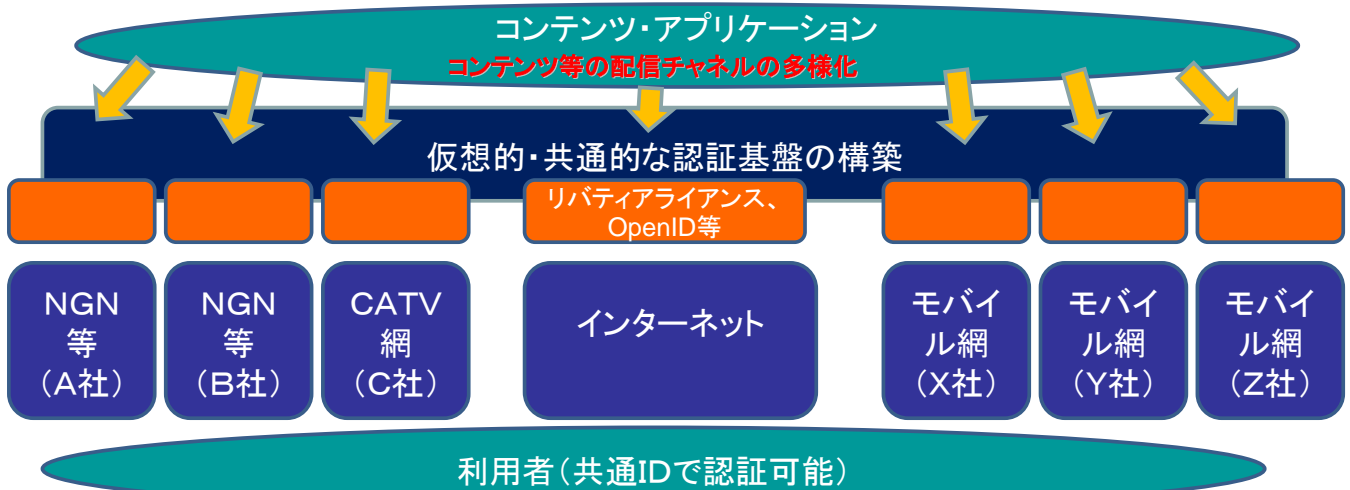 コンテンツ・アプリケーション
コンテンツ等の配信チャネルの多様化
仮想的・共通的な認証基盤の構築
リバティアライアンス、
OpenID等
NGN
等
(A社)
NGN
等
(B社)
CATV
網
(C社)
インターネット
モバイ
ル網
(X社)
モバイ
ル網
(Y社)
モバイ
ル網
(Z社)
利用者(共通IDで認証可能)